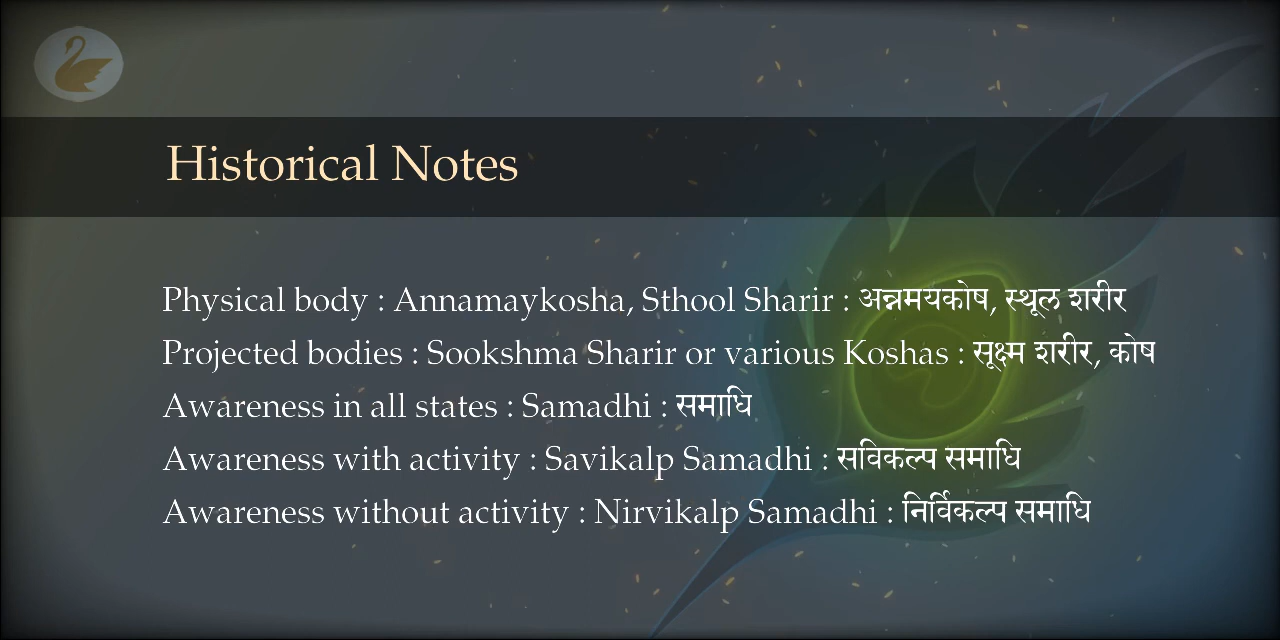 Historical Notes
Physical body : Annamaykosha, Sthool Sharir : अन्नमयकोष, स्थूल शरीर
Projected bodies : Sookshma Sharir or various Koshas : सूक्ष्म शरीर, कोष
Awareness in all states : Samadhi : समाधि
Awareness with activity : Savikalp Samadhi : सविकल्प समाधि
Awareness without activity : Nirvikalp Samadhi : निर्विकल्प समाधि